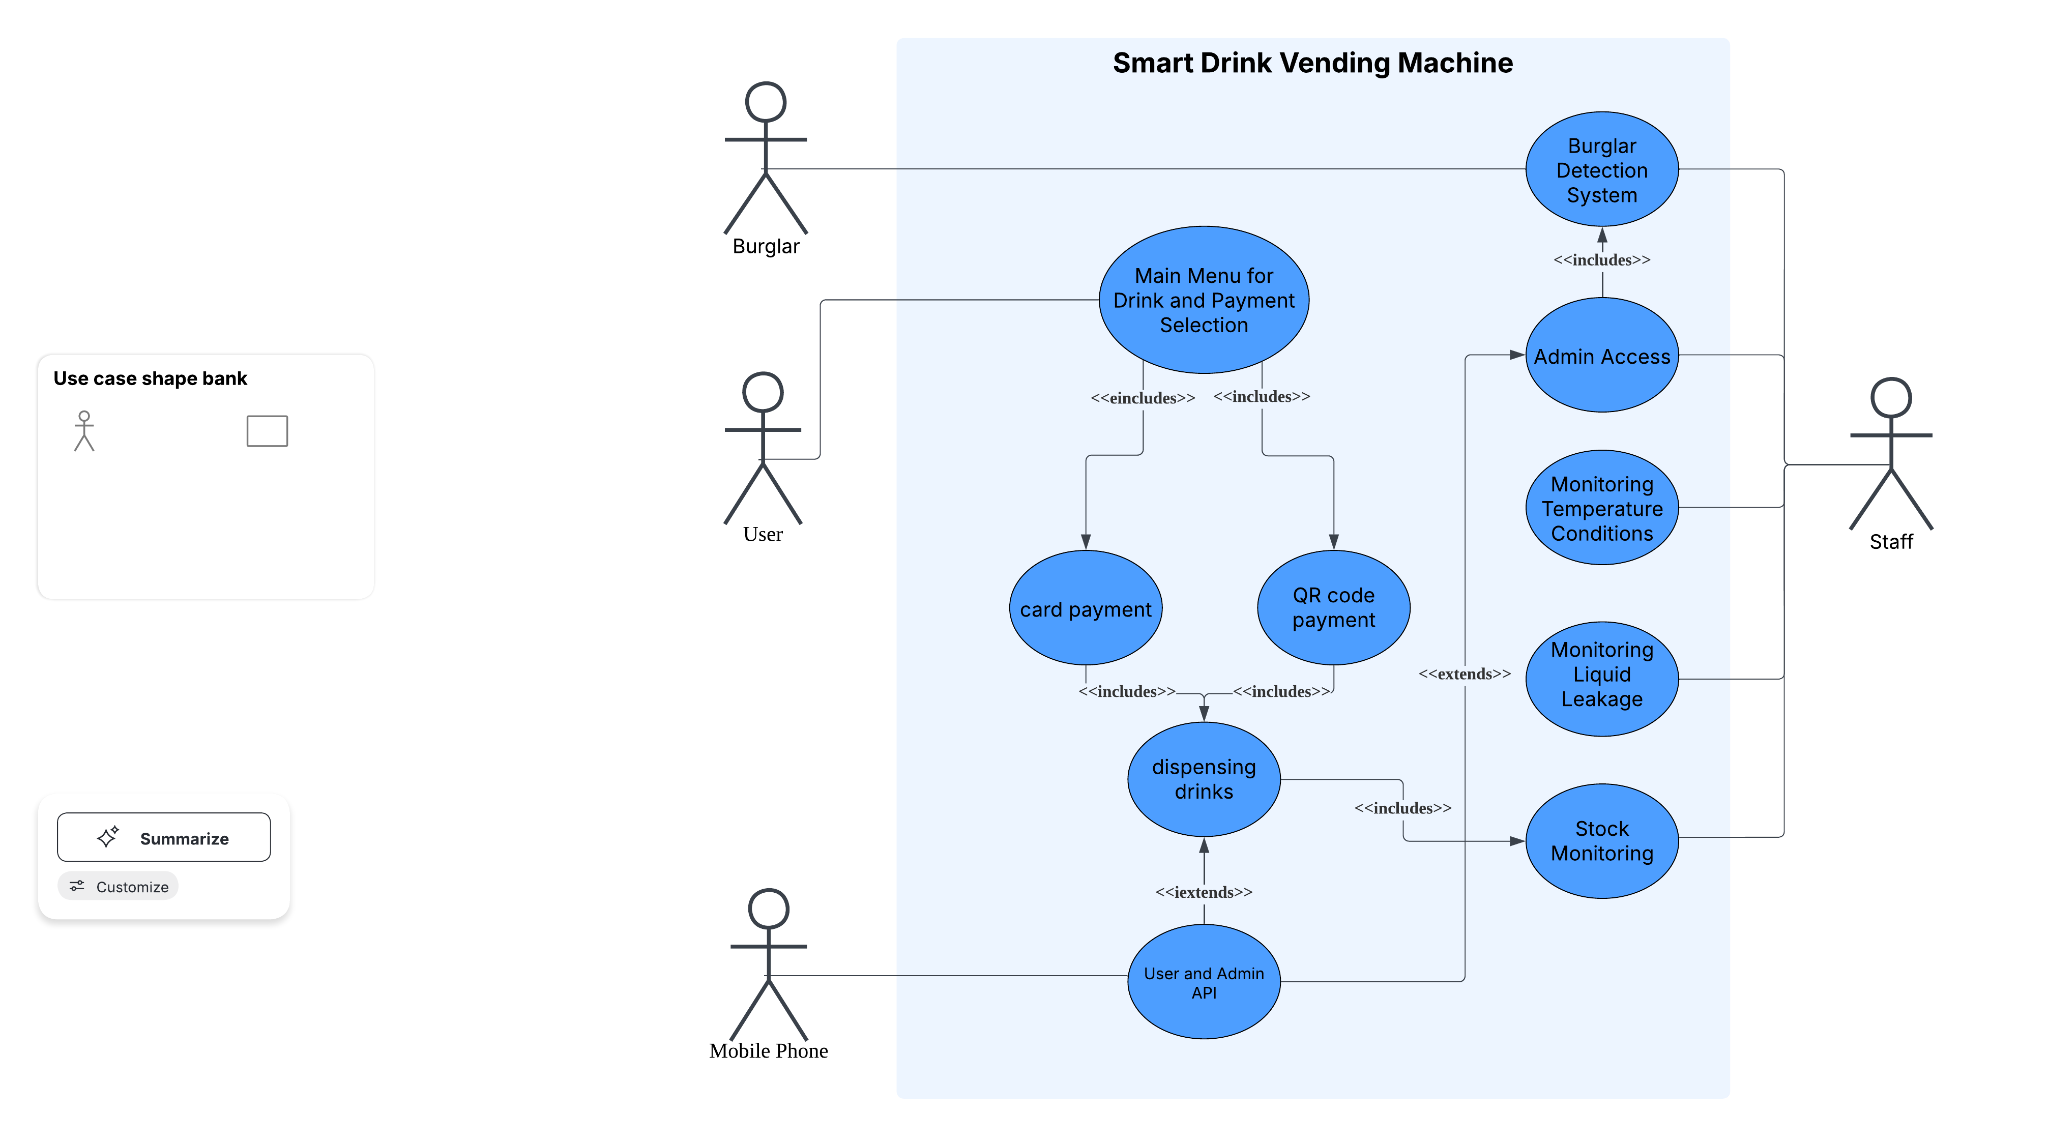 Smart Drink Vending Machine
Burglar
Detection
System
Burglar
<<includes>>
Main Menu for
Drink and Payment
Selection
Admin Access
Use case shape bank
<<eincludes>>
<<includes>>
Monitoring
Temperature
Conditions
User
Staff
card payment
QR code
payment
<<extends>>
Monitoring
Liquid
Leakage
<<includes>>
<<includes>>
dispensing
drinks
<<includes>>
Stock
Monitoring
Summarize
Customize
<<iextends>>
User and Admin
API
Mobile Phone